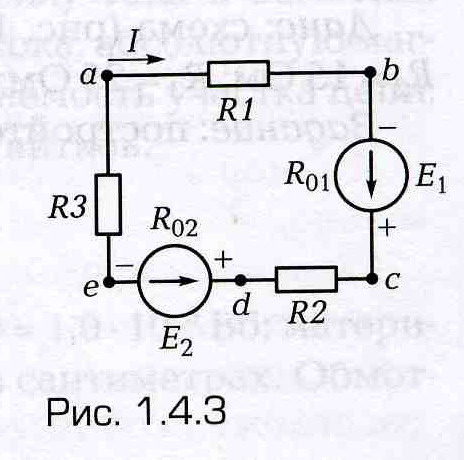 I
a
b
R1
−
R01
E1
R3
R02
+
−
+
e
d
c
R2
E2
Рис. 1.4.3